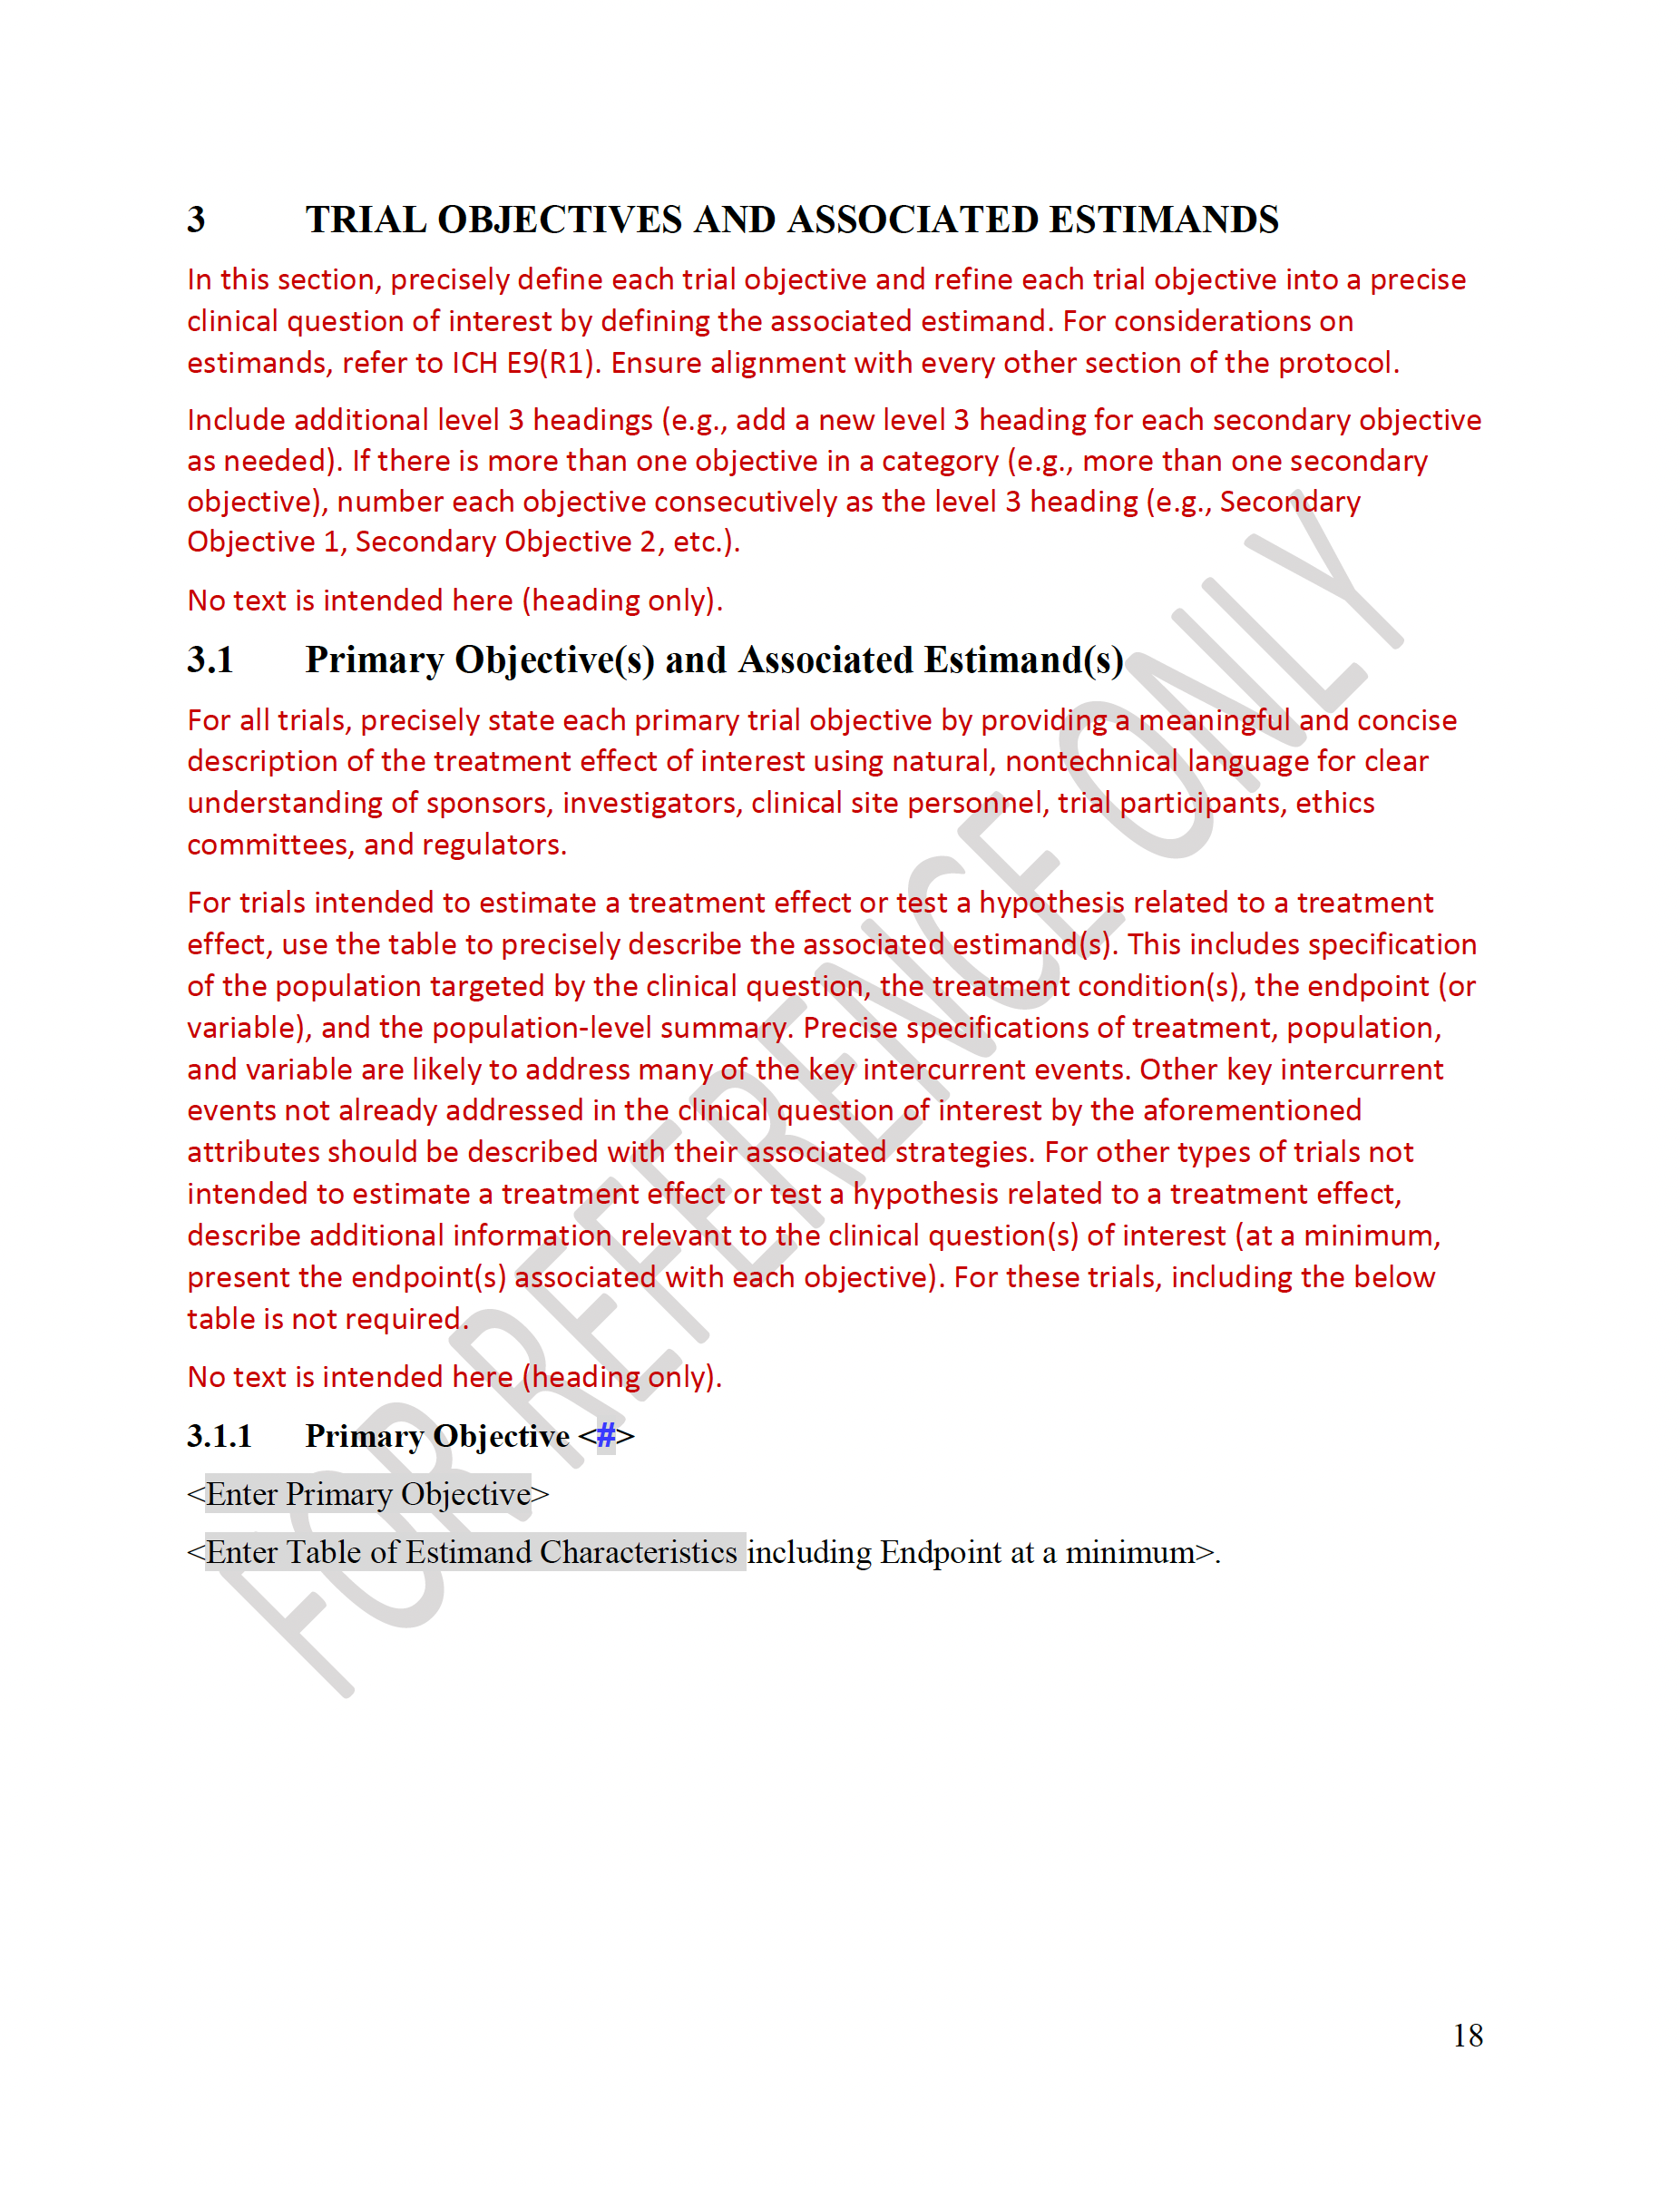 3 TRIAL OBJECTIVES AND ASSOCIATED ESTIMANDS
In this section, precisely define each trial objective and refine each trial objective into a precise
clinical question of interest by defining the associated estimand. For considerations on
estimands, refer to ICH E9(R1). Ensure alignment with every other section of the protocol.
Include additional level 3 headings (e.g., add a new level 3 heading for each secondary objective
as needed). If there is more than one objective in a category (e.g., more than one secondary
objective), number each objective consecutively as the level 3 heading (e.g., Secondary
Objective 1, Secondary Objective 2, etc.).
No text is intended here (heading only).
3.1 Primary Objective(s) and Associated Estimand(s)
For all trials, precisely state each primary trial objective by providing a meaningful and concise
description of the treatment effect of interest using natural, nontechnical language for clear
understanding of sponsors, investigators, clinical site personnel, trial participants, ethics
committees, and regulators.
For trials intended to estimate a treatment effect or test a hypothesis related to a treatment
effect, use the table to precisely describe the associated estimand(s). This includes specification
of the population targeted by the clinical question, the treatment condition(s), the endpoint (or
variable), and the population-level summary. Precise specifications of treatment, population,
and variable are likely to address many of the key intercurrent events. Other key intercurrent
events not already addressed in the clinical question of interest by the aforementioned
attributes should be described with their associated strategies. For other types of trials not
intended to estimate a treatment effect or test a hypothesis related to a treatment effect,
describe additional information relevant to the clinical question(s) of interest (at a minimum,
present the endpoint(s) associated with each objective). For these trials, including the below
table is not required.
No text is intended here (heading only).
3.1.1 Primary Objective <#>
<Enter Primary Objective>
<Enter Table of Estimand Characteristics including Endpoint at a minimum>.
FOR REFERENCE ONLY
18